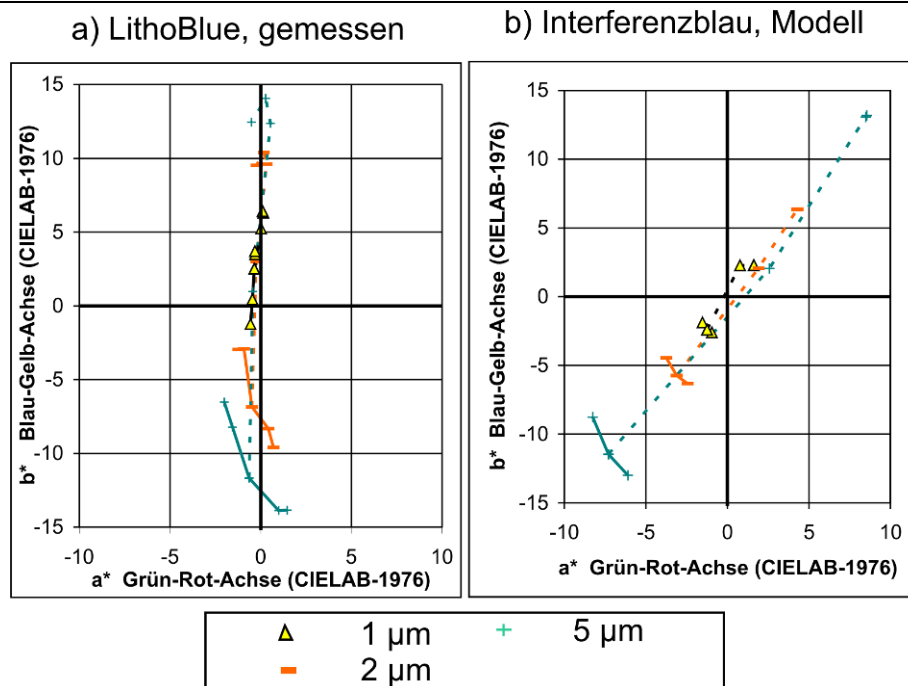 a) LithoBlue, gemessen
b) Interferenzblau, Modell
b* Blau-Gelb-Achse (CIELAB-1976)
15
10
5
0
-5
-10
-15
-10
-5
0
5
10
a* Grün-Rot-Achse (CIELAB-1976)
b* Blau-Gelb-Achse (CIELAB-1976)
15
10
5
0
-5
-10
-15
-10
-5
0
5
10
a* Grün-Rot-Achse (CIELAB-1976)
1 µm
5 µm
2 µm